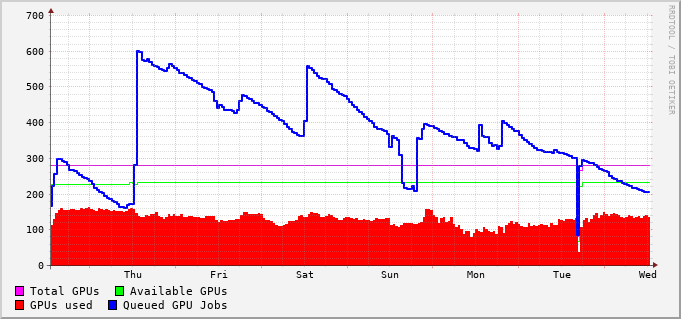 700
600
500
400
300
200
100
0
Thu Fri Sat Sun Mon Tue Wed
RRDTOOL / TOBI OETIKER
Total GPUs Available GPUs
GPUs used Queued GPU Jobs